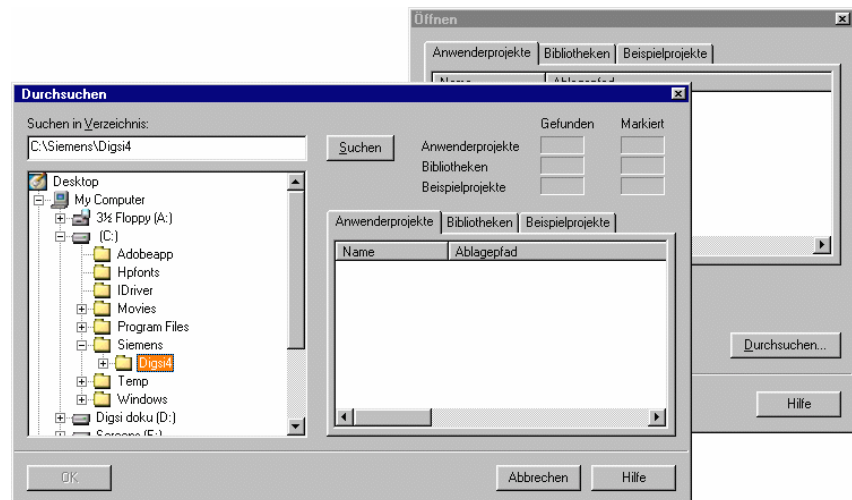 Öffnen
Anwenderprojekte Bibliotheken Beispielprojekte
Name Ablagepfad
Durchsuchen
Suchen in Verzeichnis:
C:\Siemens\Digsi4
Suchen
Gefunden Markiert
Anwenderprojekte
Bibliotheken
Beispielprojekte
Desktop
My Computer
3½ Floppy (A:)
(C:)
Adobeapp
Hpfonts
IDriver
Movies
Program Files
Siemens
Digsi4
Temp
Windows
Digsi doku (D:)
Screens (E:)
Anwenderprojekte Bibliotheken Beispielprojekte
Name Ablagepfad
Durchsuchen...
Hilfe
OK
Abbrechen
Hilfe